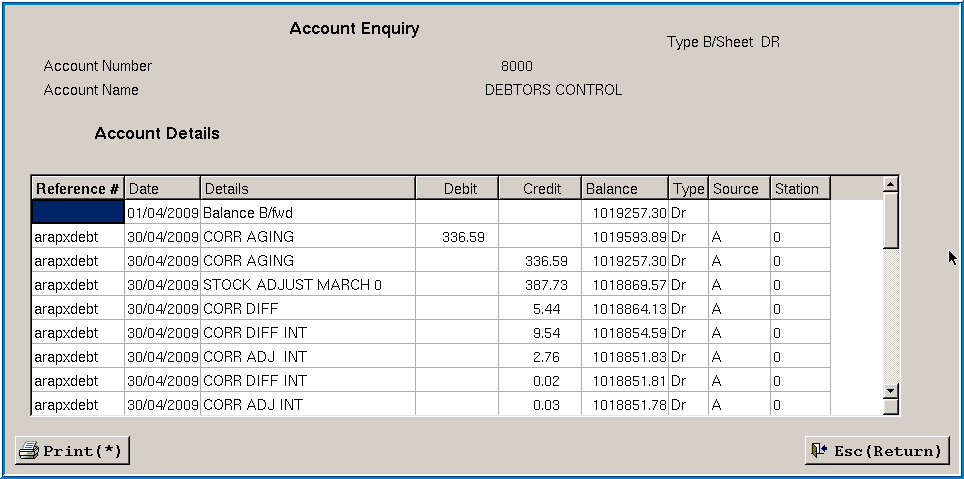 Account Enquiry
Type B/Sheet DR
Account Number 8000
Account Name DEBTORS CONTROL
Account Details
Reference # Date Details Debit Credit Balance Type Source Station
01/04/2009 Balance B/fwd 1019257.30 Dr
arapxdebt 30/04/2009 CORR AGING 336.59 1019593.89 Dr A 0
arapxdebt 30/04/2009 CORR AGING 336.59 1019257.30 Dr A 0
arapxdebt 30/04/2009 STOCK ADJUST MARCH 0 387.73 1018869.57 Dr A 0
arapxdebt 30/04/2009 CORR DIFF 5.44 1018864.13 Dr A 0
arapxdebt 30/04/2009 CORR DIFF INT 9.54 1018854.59 Dr A 0
arapxdebt 30/04/2009 CORR ADJ INT 2.76 1018851.83 Dr A 0
arapxdebt 30/04/2009 CORR DIFF INT 0.02 1018851.81 Dr A 0
arapxdebt 30/04/2009 CORR ADJ INT 0.03 1018851.78 Dr A 0
Print(*) Esc(Return)